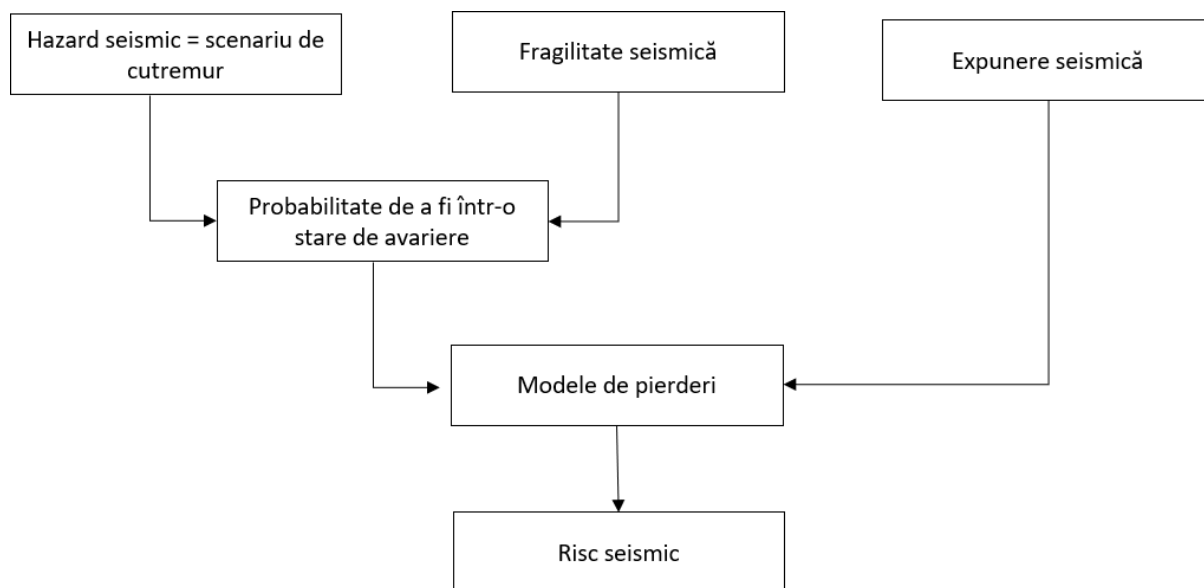 Hazard seismic = scenariu de
cutremur
Fragilitate seismică
Expunere seismică
Probabilitate de a fi într-o
stare de avariere
Modele de pierderi
Risc seismic